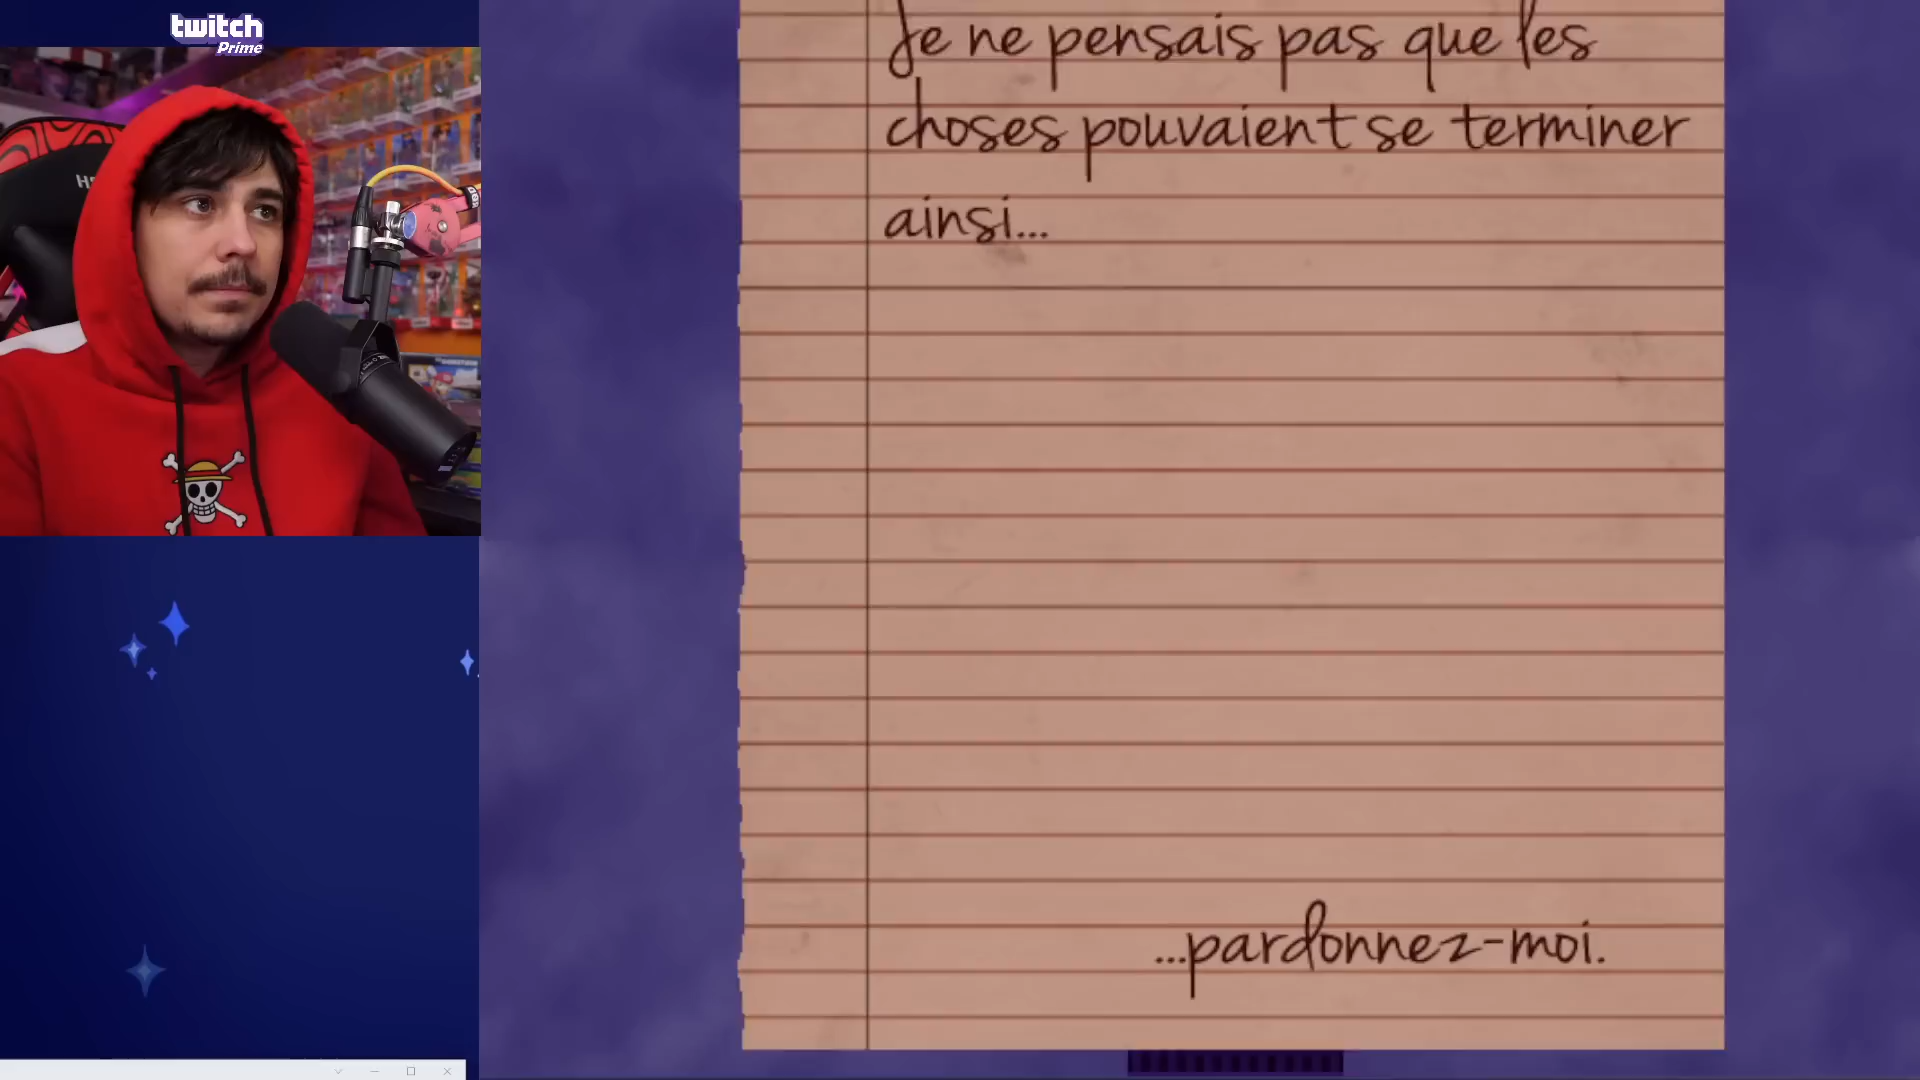 twitch
Prime
Je ne pensais pas que les
choses pouvaient se terminer
ainsi...
...pardonnez-moi.